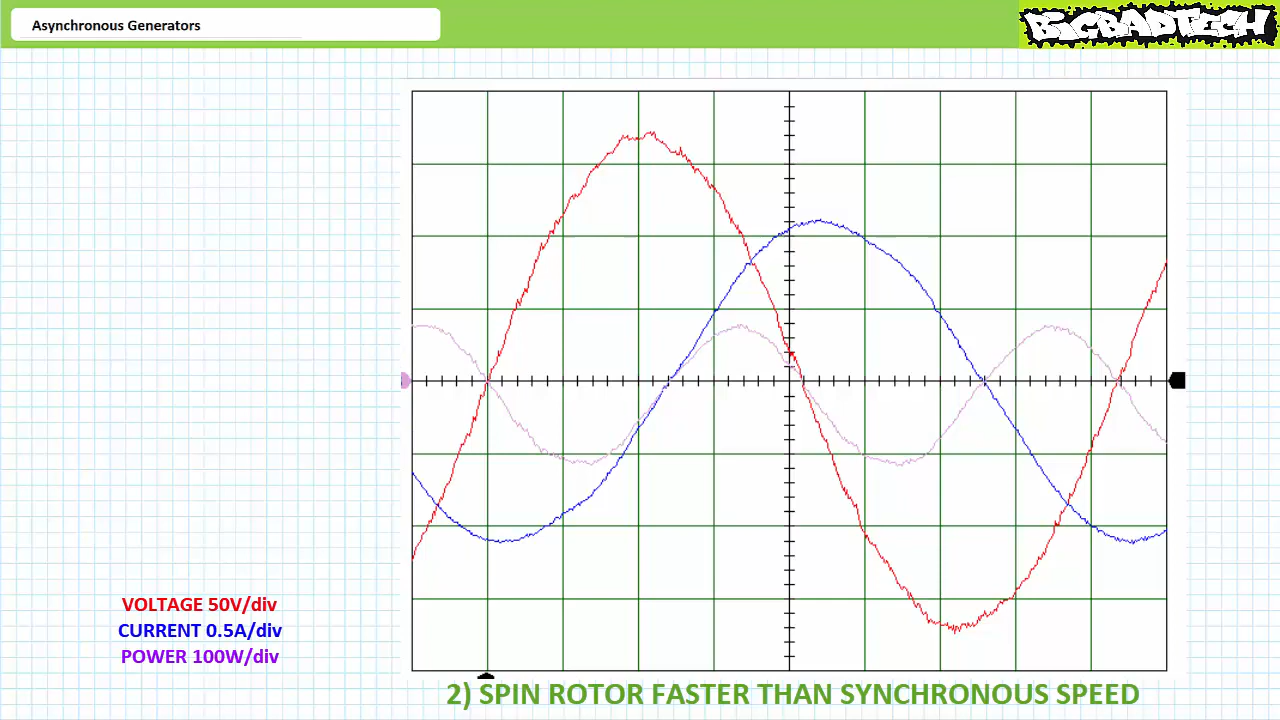 Asynchronous Generators
BIGBADTECH
VOLTAGE 50V/div
CURRENT 0.5A/div
POWER 100W/div
2) SPIN ROTOR FASTER THAN SYNCHRONOUS SPEED